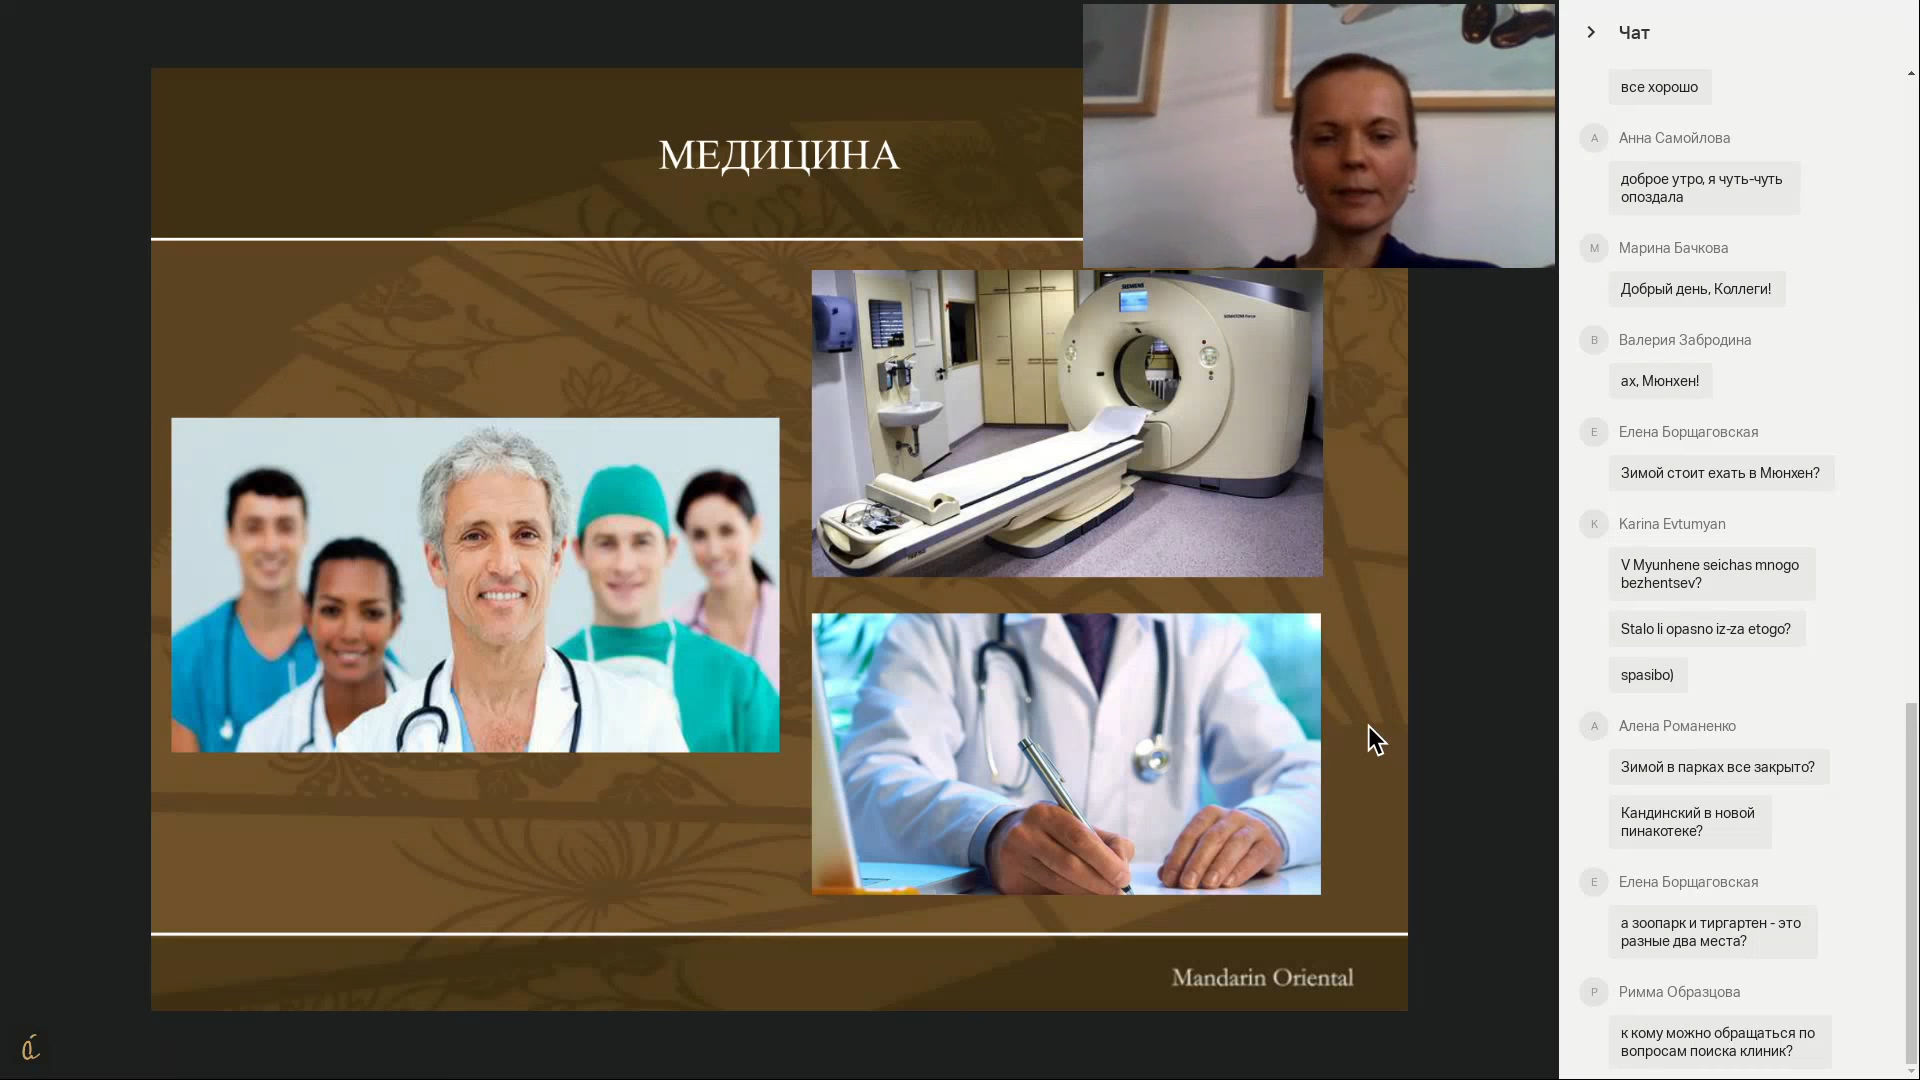 МЕДИЦИНА
SIEMENS
Mandarin Oriental
Чат
все хорошо
А
Анна Самойлова
доброе утро, я чуть-чуть
опоздала
М
Марина Бачкова
Добрый день, Коллеги!
В
Валерия Забродина
ах, Мюнхен!
Е
Елена Борщаговская
Зимой стоит ехать в Мюнхен?
K
Karina Evtumyan
V Myunhene seichas mnogo
bezhentsev?
Stalo li opasno iz-za etogo?
spasibo)
А
Алена Романенко
Зимой в парках все закрыто?
Кандинский в новой
пинакотеке?
Е
Елена Борщаговская
а зоопарк и тиргартен - это
разные два места?
Р
Римма Образцова
к кому можно обращаться по
вопросам поиска клиник?